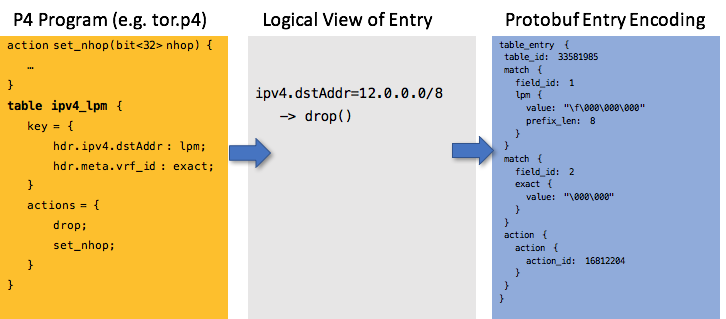 P4 Program (e.g. tor.p4)
action set_nhop(bit<32> nhop) {
…
}
table ipv4_lpm {
key = {
hdr.ipv4.dstAddr : lpm;
hdr.meta.vrf_id : exact;
}
actions = {
drop;
set_nhop;
}
}
Logical View of Entry
ipv4.dstAddr=12.0.0.0/8
-> drop()
Protobuf Entry Encoding
table_entry {
table_id: 33581985
match {
field_id: 1
lpm {
value: "\f\000\000\000"
prefix_len: 8
}
}
match {
field_id: 2
exact {
value: "\000\000"
}
}
action {
action {
action_id: 16812204
}
}
}